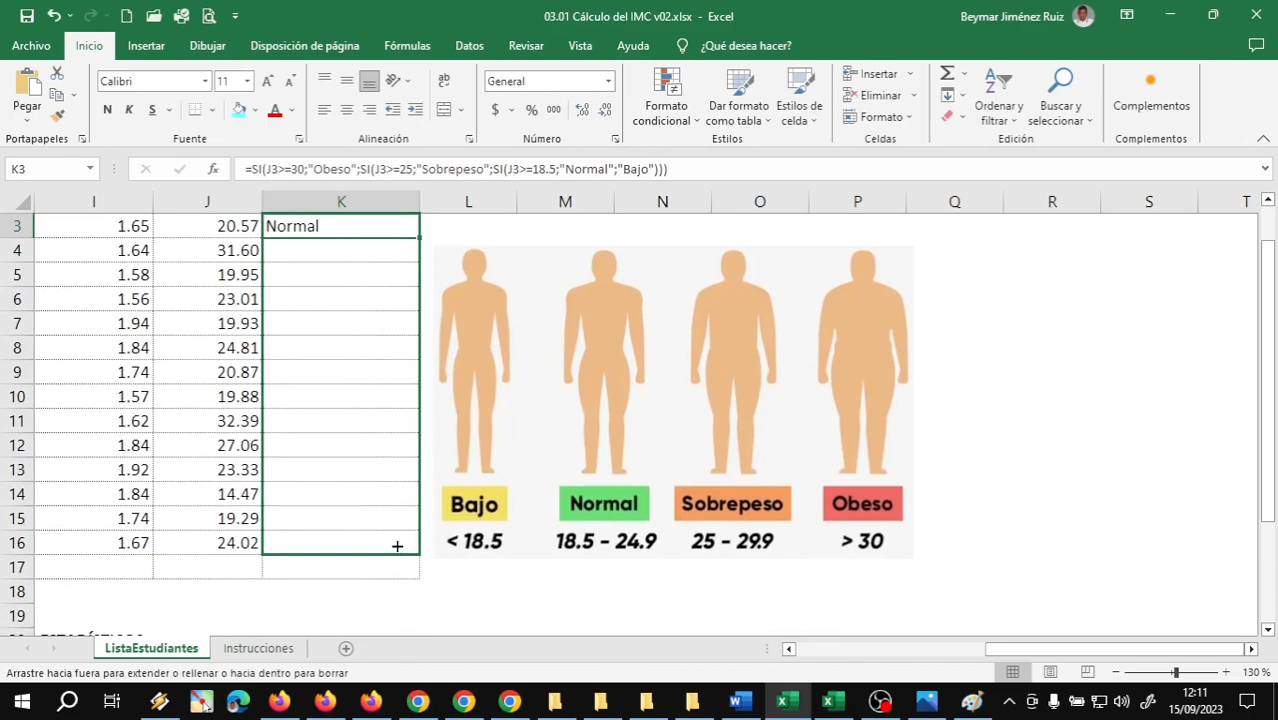 03.01 Cálculo del IMC v02.xlsx - Excel
Beymar Jiménez Ruiz
Archivo Inicio Insertar Dibujar Disposición de página Fórmulas Datos Revisar Vista Ayuda ¿Qué desea hacer?
Pegar
Calibri 11
N K S
ab
General
$ % 000
Formato condicional
Dar formato como tabla
Estilos de celda
Insertar
Eliminar
Formato
Ordenar y filtrar
Buscar y seleccionar
Complementos
Portapapeles Fuente Alineación Número Estilos Celdas Edición Complementos
K3 fx =SI(J3>=30;"Obeso";SI(J3>=25;"Sobrepeso";SI(J3>=18.5;"Normal";"Bajo")))
I J K L M N O P Q R S T
3 1.65 20.57 Normal
4 1.64 31.60
5 1.58 19.95
6 1.56 23.01
7 1.94 19.93
8 1.84 24.81
9 1.74 20.87
10 1.57 19.88
11 1.62 32.39
12 1.84 27.06
13 1.92 23.33
14 1.84 14.47
15 1.74 19.29
16 1.67 24.02
17
18
19
Bajo Normal Sobrepeso Obeso
< 18.5 18.5 - 24.9 25 - 29.9 > 30
ListaEstudiantes Instrucciones
Arrastre hacia fuera para extender o rellenar o hacia dentro para borrar
130 %
12:11
15/09/2023